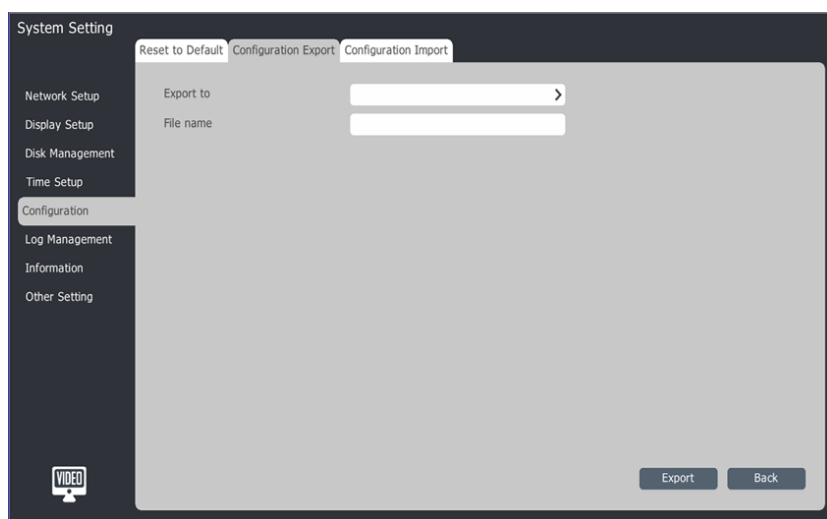 System Setting
Reset to Default Configuration Export Configuration Import
Network Setup
Display Setup
Disk Management
Time Setup
Configuration
Log Management
Information
Other Setting
Export to
File name
VIDEO
Export Back